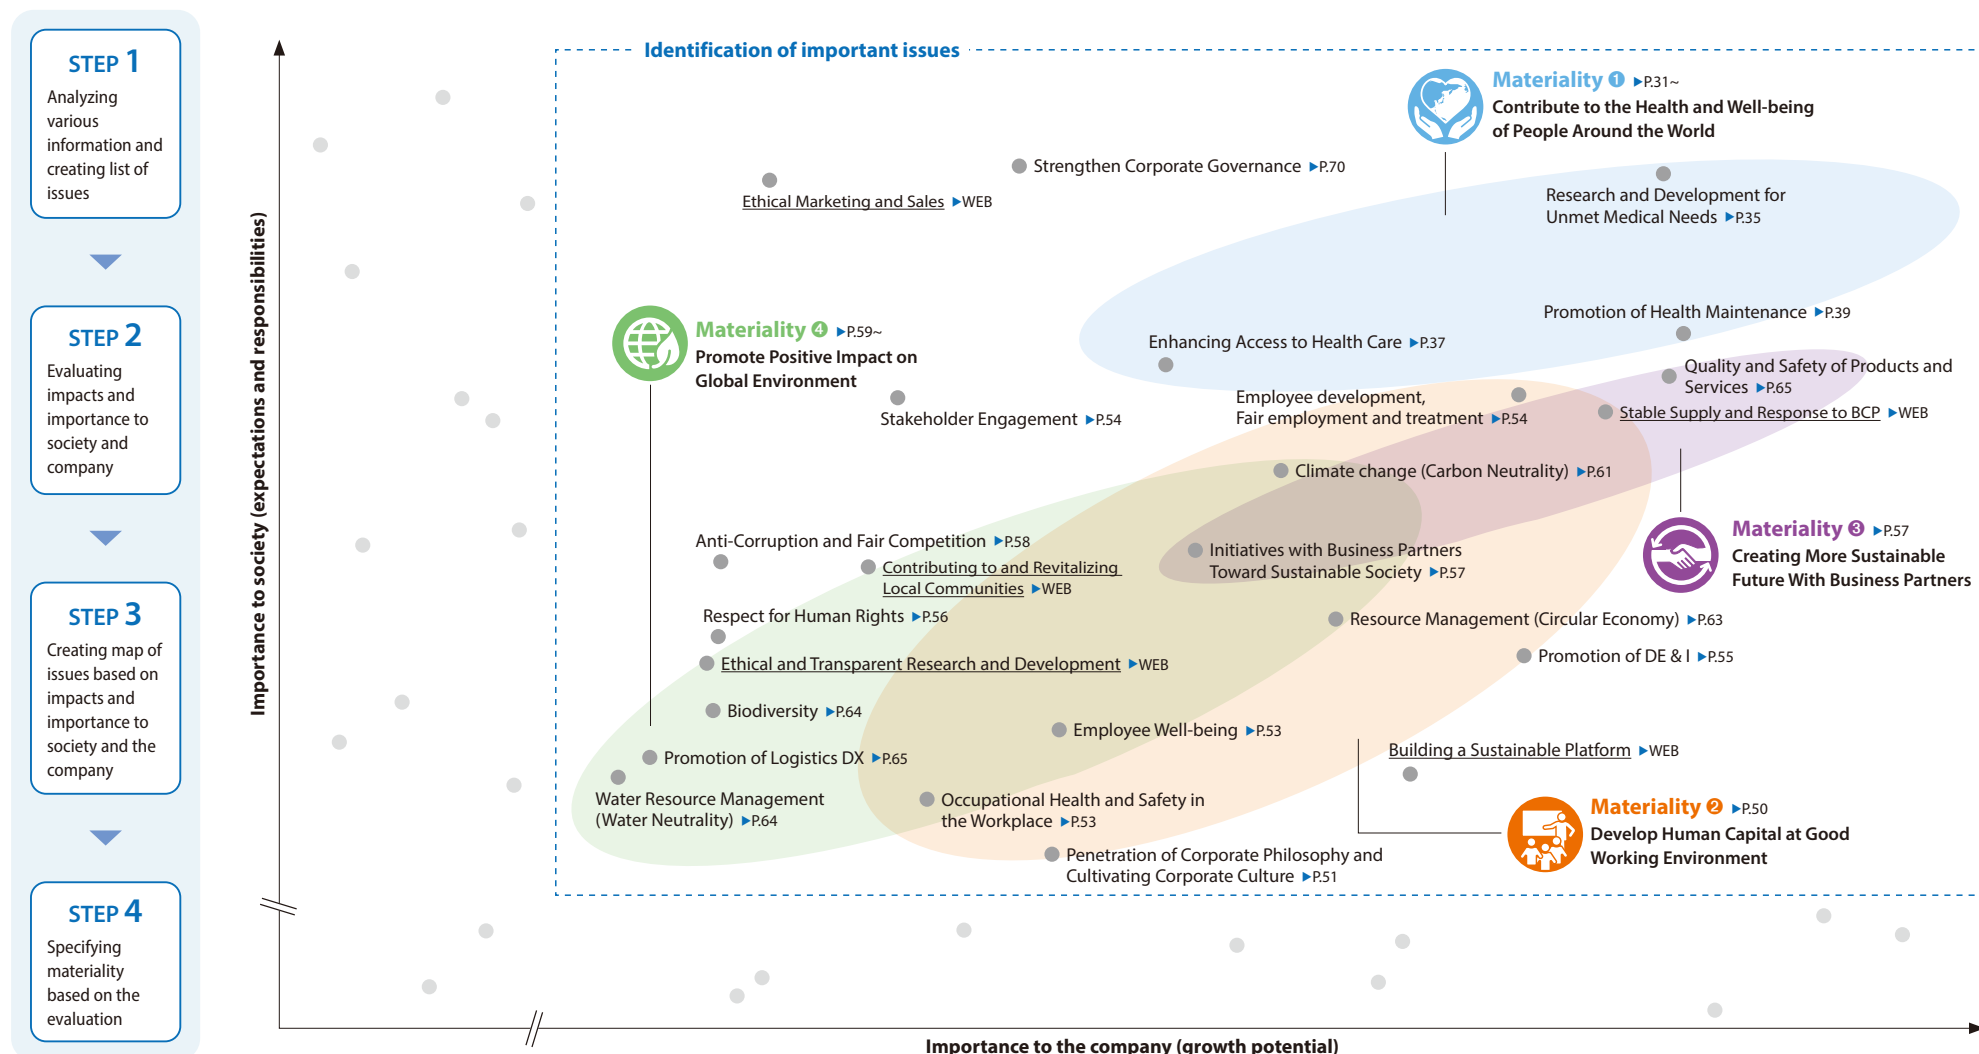 STEP 1
Analyzing
various
information and
creating list of
issues
STEP 2
Evaluating
impacts and
importance to
society and
company
STEP 3
Creating map of
issues based on
impacts and
importance to
society and the
company
STEP 4
Specifying
materiality
based on the
evaluation
Importance to society (expectations and responsibilities)
Identification of important issues
Materiality ❶ ▶P.31~
Contribute to the Health and Well-being
of People Around the World
Strengthen Corporate Governance ▶P.70
Ethical Marketing and Sales ▶WEB
Research and Development for
Unmet Medical Needs ▶P.35
Promotion of Health Maintenance ▶P.39
Materiality ❹ ▶P.59~
Promote Positive Impact on
Global Environment
Enhancing Access to Health Care ▶P.37
Quality and Safety of Products and
Services ▶P.65
Employee development,
Fair employment and treatment ▶P.54
Stakeholder Engagement ▶P.54
Stable Supply and Response to BCP ▶WEB
Climate change (Carbon Neutrality) ▶P.61
Materiality ❸ ▶P.57
Creating More Sustainable
Future With Business Partners
Anti-Corruption and Fair Competition ▶P.58
Contributing to and Revitalizing
Local Communities ▶WEB
Initiatives with Business Partners
Toward Sustainable Society ▶P.57
Respect for Human Rights ▶P.56
Resource Management (Circular Economy) ▶P.63
Ethical and Transparent Research and Development ▶WEB
Promotion of DE & I ▶P.55
Biodiversity ▶P.64
Employee Well-being ▶P.53
Building a Sustainable Platform ▶WEB
Promotion of Logistics DX ▶P.65
Water Resource Management
(Water Neutrality) ▶P.64
Occupational Health and Safety in
the Workplace ▶P.53
Materiality ❷ ▶P.50
Develop Human Capital at Good
Working Environment
Penetration of Corporate Philosophy and
Cultivating Corporate Culture ▶P.51
Importance to the company (growth potential)